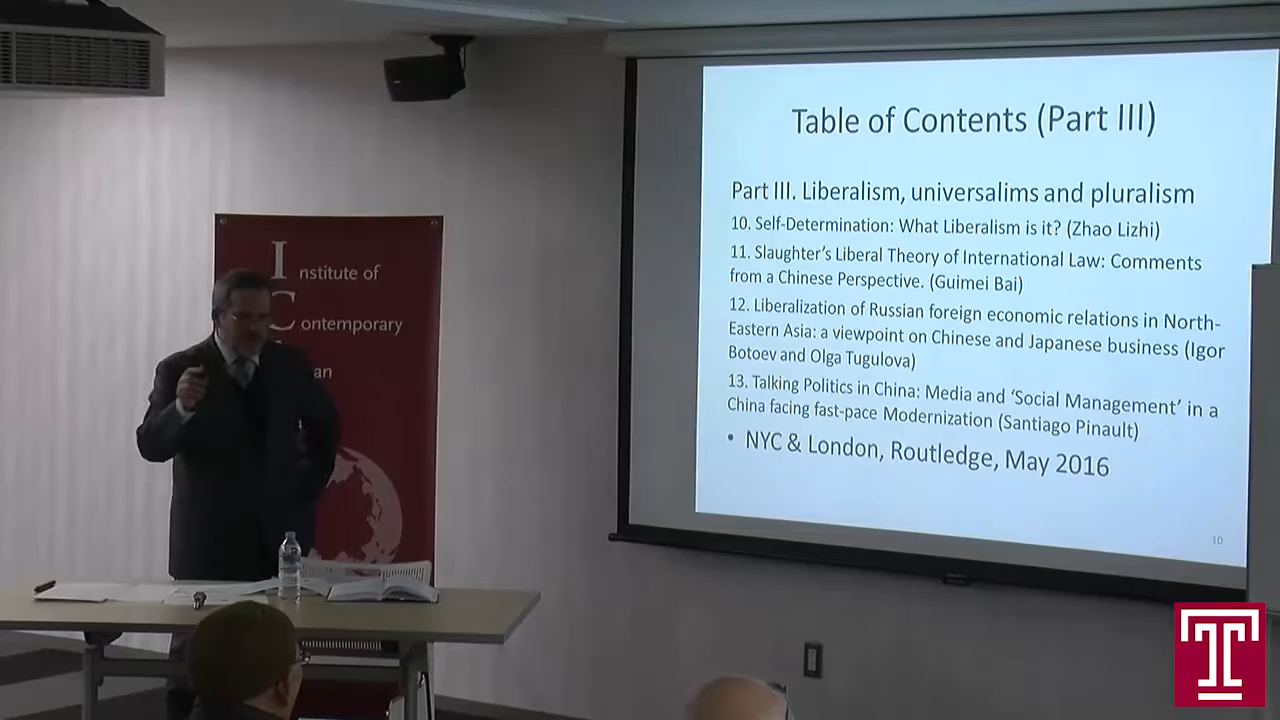 Table of Contents (Part III)
Part III. Liberalism, universalims and pluralism
10. Self-Determination: What Liberalism is it? (Zhao Lizhi)
11. Slaughter's Liberal Theory of International Law: Comments
from a Chinese Perspective. (Guimei Bai)
12. Liberalization of Russian foreign economic relations in North-
Eastern Asia: a viewpoint on Chinese and Japanese business (Igor
Botoev and Olga Tugulova)
13. Talking Politics in China: Media and 'Social Management' in a
China facing fast-pace Modernization (Santiago Pinault)
• NYC & London, Routledge, May 2016
10
Institute of
Contemporary
an
T